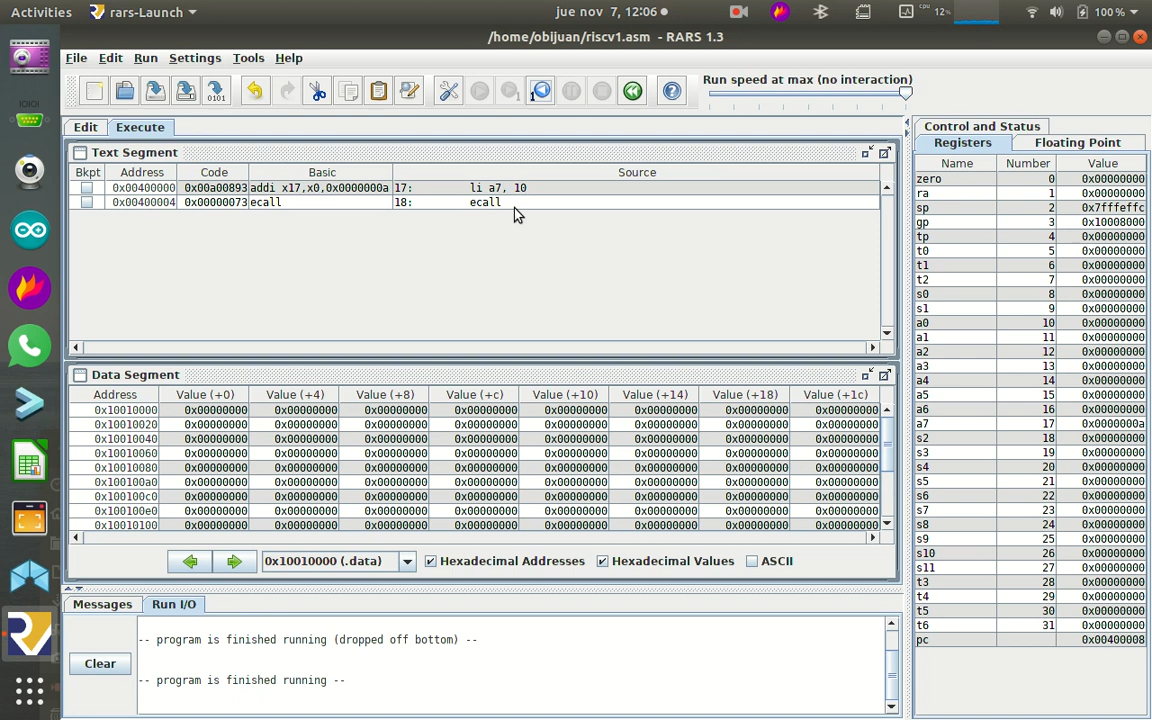 Activities rars-Launch jue nov 7, 12:06 cpu 12% 100%
/home/obijuan/riscv1.asm - RARS 1.3
File Edit Run Settings Tools Help
Run speed at max (no interaction)
Edit Execute
Text Segment
Bkpt Address Code Basic Source
0x00400000 0x00a00893 addi x17,x0,0x0000000a 17: li a7, 10
0x00400004 0x00000073 ecall 18: ecall
Data Segment
Address Value (+0) Value (+4) Value (+8) Value (+c) Value (+10) Value (+14) Value (+18) Value (+1c)
0x10010000 0x00000000 0x00000000 0x00000000 0x00000000 0x00000000 0x00000000 0x00000000 0x00000000
0x10010020 0x00000000 0x00000000 0x00000000 0x00000000 0x00000000 0x00000000 0x00000000 0x00000000
0x10010040 0x00000000 0x00000000 0x00000000 0x00000000 0x00000000 0x00000000 0x00000000 0x00000000
0x10010060 0x00000000 0x00000000 0x00000000 0x00000000 0x00000000 0x00000000 0x00000000 0x00000000
0x10010080 0x00000000 0x00000000 0x00000000 0x00000000 0x00000000 0x00000000 0x00000000 0x00000000
0x100100a0 0x00000000 0x00000000 0x00000000 0x00000000 0x00000000 0x00000000 0x00000000 0x00000000
0x100100c0 0x00000000 0x00000000 0x00000000 0x00000000 0x00000000 0x00000000 0x00000000 0x00000000
0x100100e0 0x00000000 0x00000000 0x00000000 0x00000000 0x00000000 0x00000000 0x00000000 0x00000000
0x10010100 0x00000000 0x00000000 0x00000000 0x00000000 0x00000000 0x00000000 0x00000000 0x00000000
0x10010000 (.data) Hexadecimal Addresses Hexadecimal Values ASCII
Messages Run I/O
-- program is finished running (dropped off bottom) --
Clear
-- program is finished running --
Control and Status
Registers Floating Point
Name Number Value
zero 0 0x00000000
ra 1 0x00000000
sp 2 0x7fffeffc
gp 3 0x10008000
tp 4 0x00000000
t0 5 0x00000000
t1 6 0x00000000
t2 7 0x00000000
s0 8 0x00000000
s1 9 0x00000000
a0 10 0x00000000
a1 11 0x00000000
a2 12 0x00000000
a3 13 0x00000000
a4 14 0x00000000
a5 15 0x00000000
a6 16 0x00000000
a7 17 0x0000000a
s2 18 0x00000000
s3 19 0x00000000
s4 20 0x00000000
s5 21 0x00000000
s6 22 0x00000000
s7 23 0x00000000
s8 24 0x00000000
s9 25 0x00000000
s10 26 0x00000000
s11 27 0x00000000
t3 28 0x00000000
t4 29 0x00000000
t5 30 0x00000000
t6 31 0x00000000
pc 0x00400008